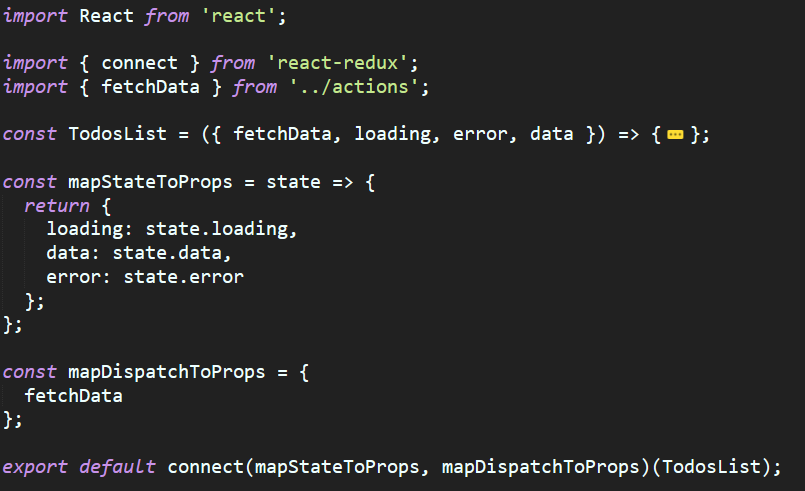 import React from 'react';
import { connect } from 'react-redux';
import { fetchData } from '../actions';
const TodosList = ({ fetchData, loading, error, data }) => {⋯};
const mapStateToProps = state => {
  return {
    loading: state.loading,
    data: state.data,
    error: state.error
  };
};
const mapDispatchToProps = {
  fetchData
};
export default connect(mapStateToProps, mapDispatchToProps)(TodosList);